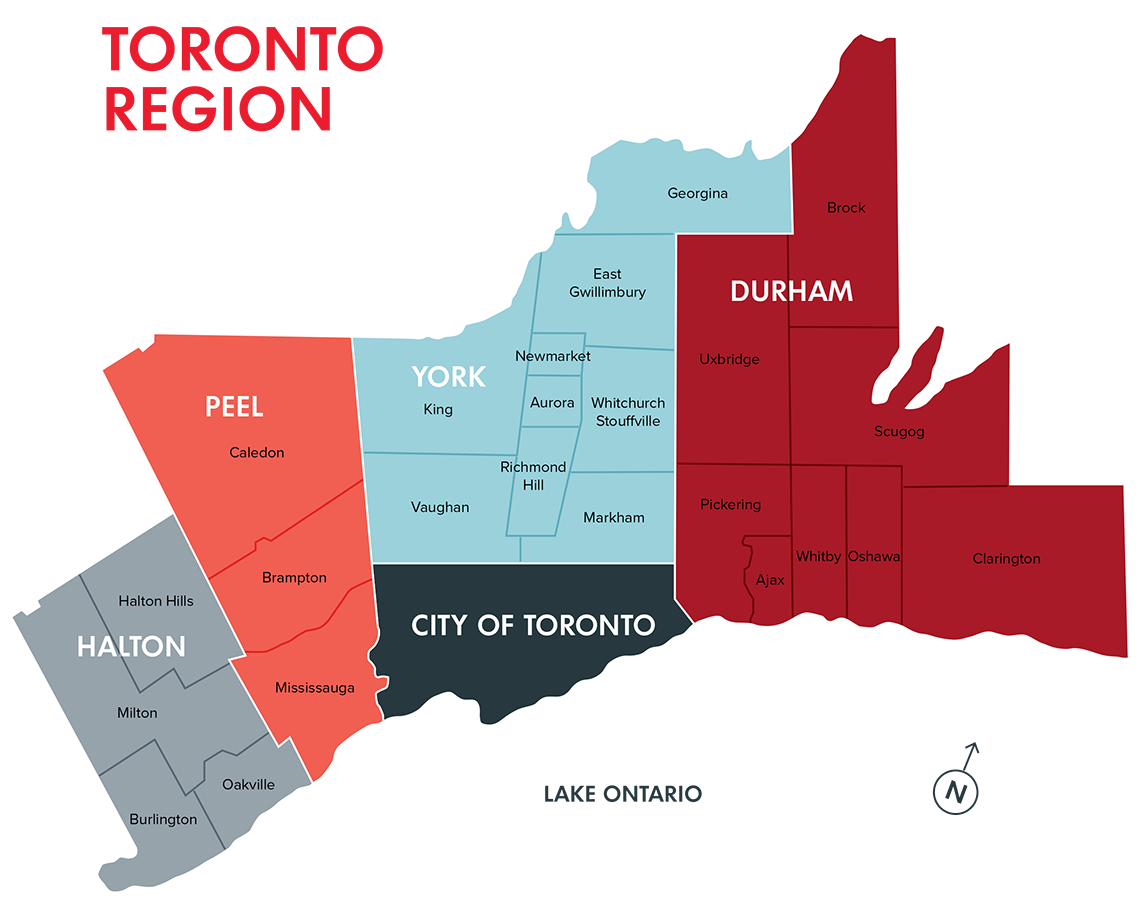 TORONTO
REGION
Georgina
Brock
East
Gwillimbury
DURHAM
Newmarket
Uxbridge
YORK
King
Aurora
Whitchurch
Stouffville
PEEL
Caledon
Scugog
Richmond
Hill
Vaughan
Markham
Pickering
Whitby
Oshawa
Clarington
Ajax
Brampton
Halton Hills
HALTON
CITY OF TORONTO
Mississauga
Milton
Oakville
Burlington
LAKE ONTARIO
N